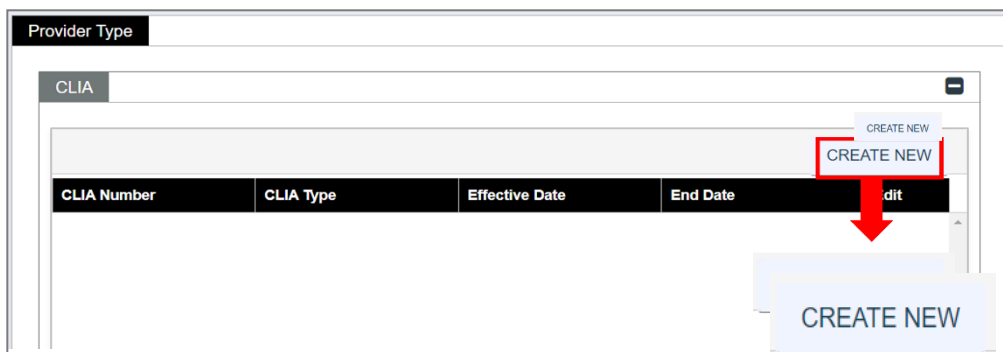 Provider Type
CLIA
CREATE NEW
CREATE NEW
CLIA Number CLIA Type Effective Date End Date dit
CREATE NEW